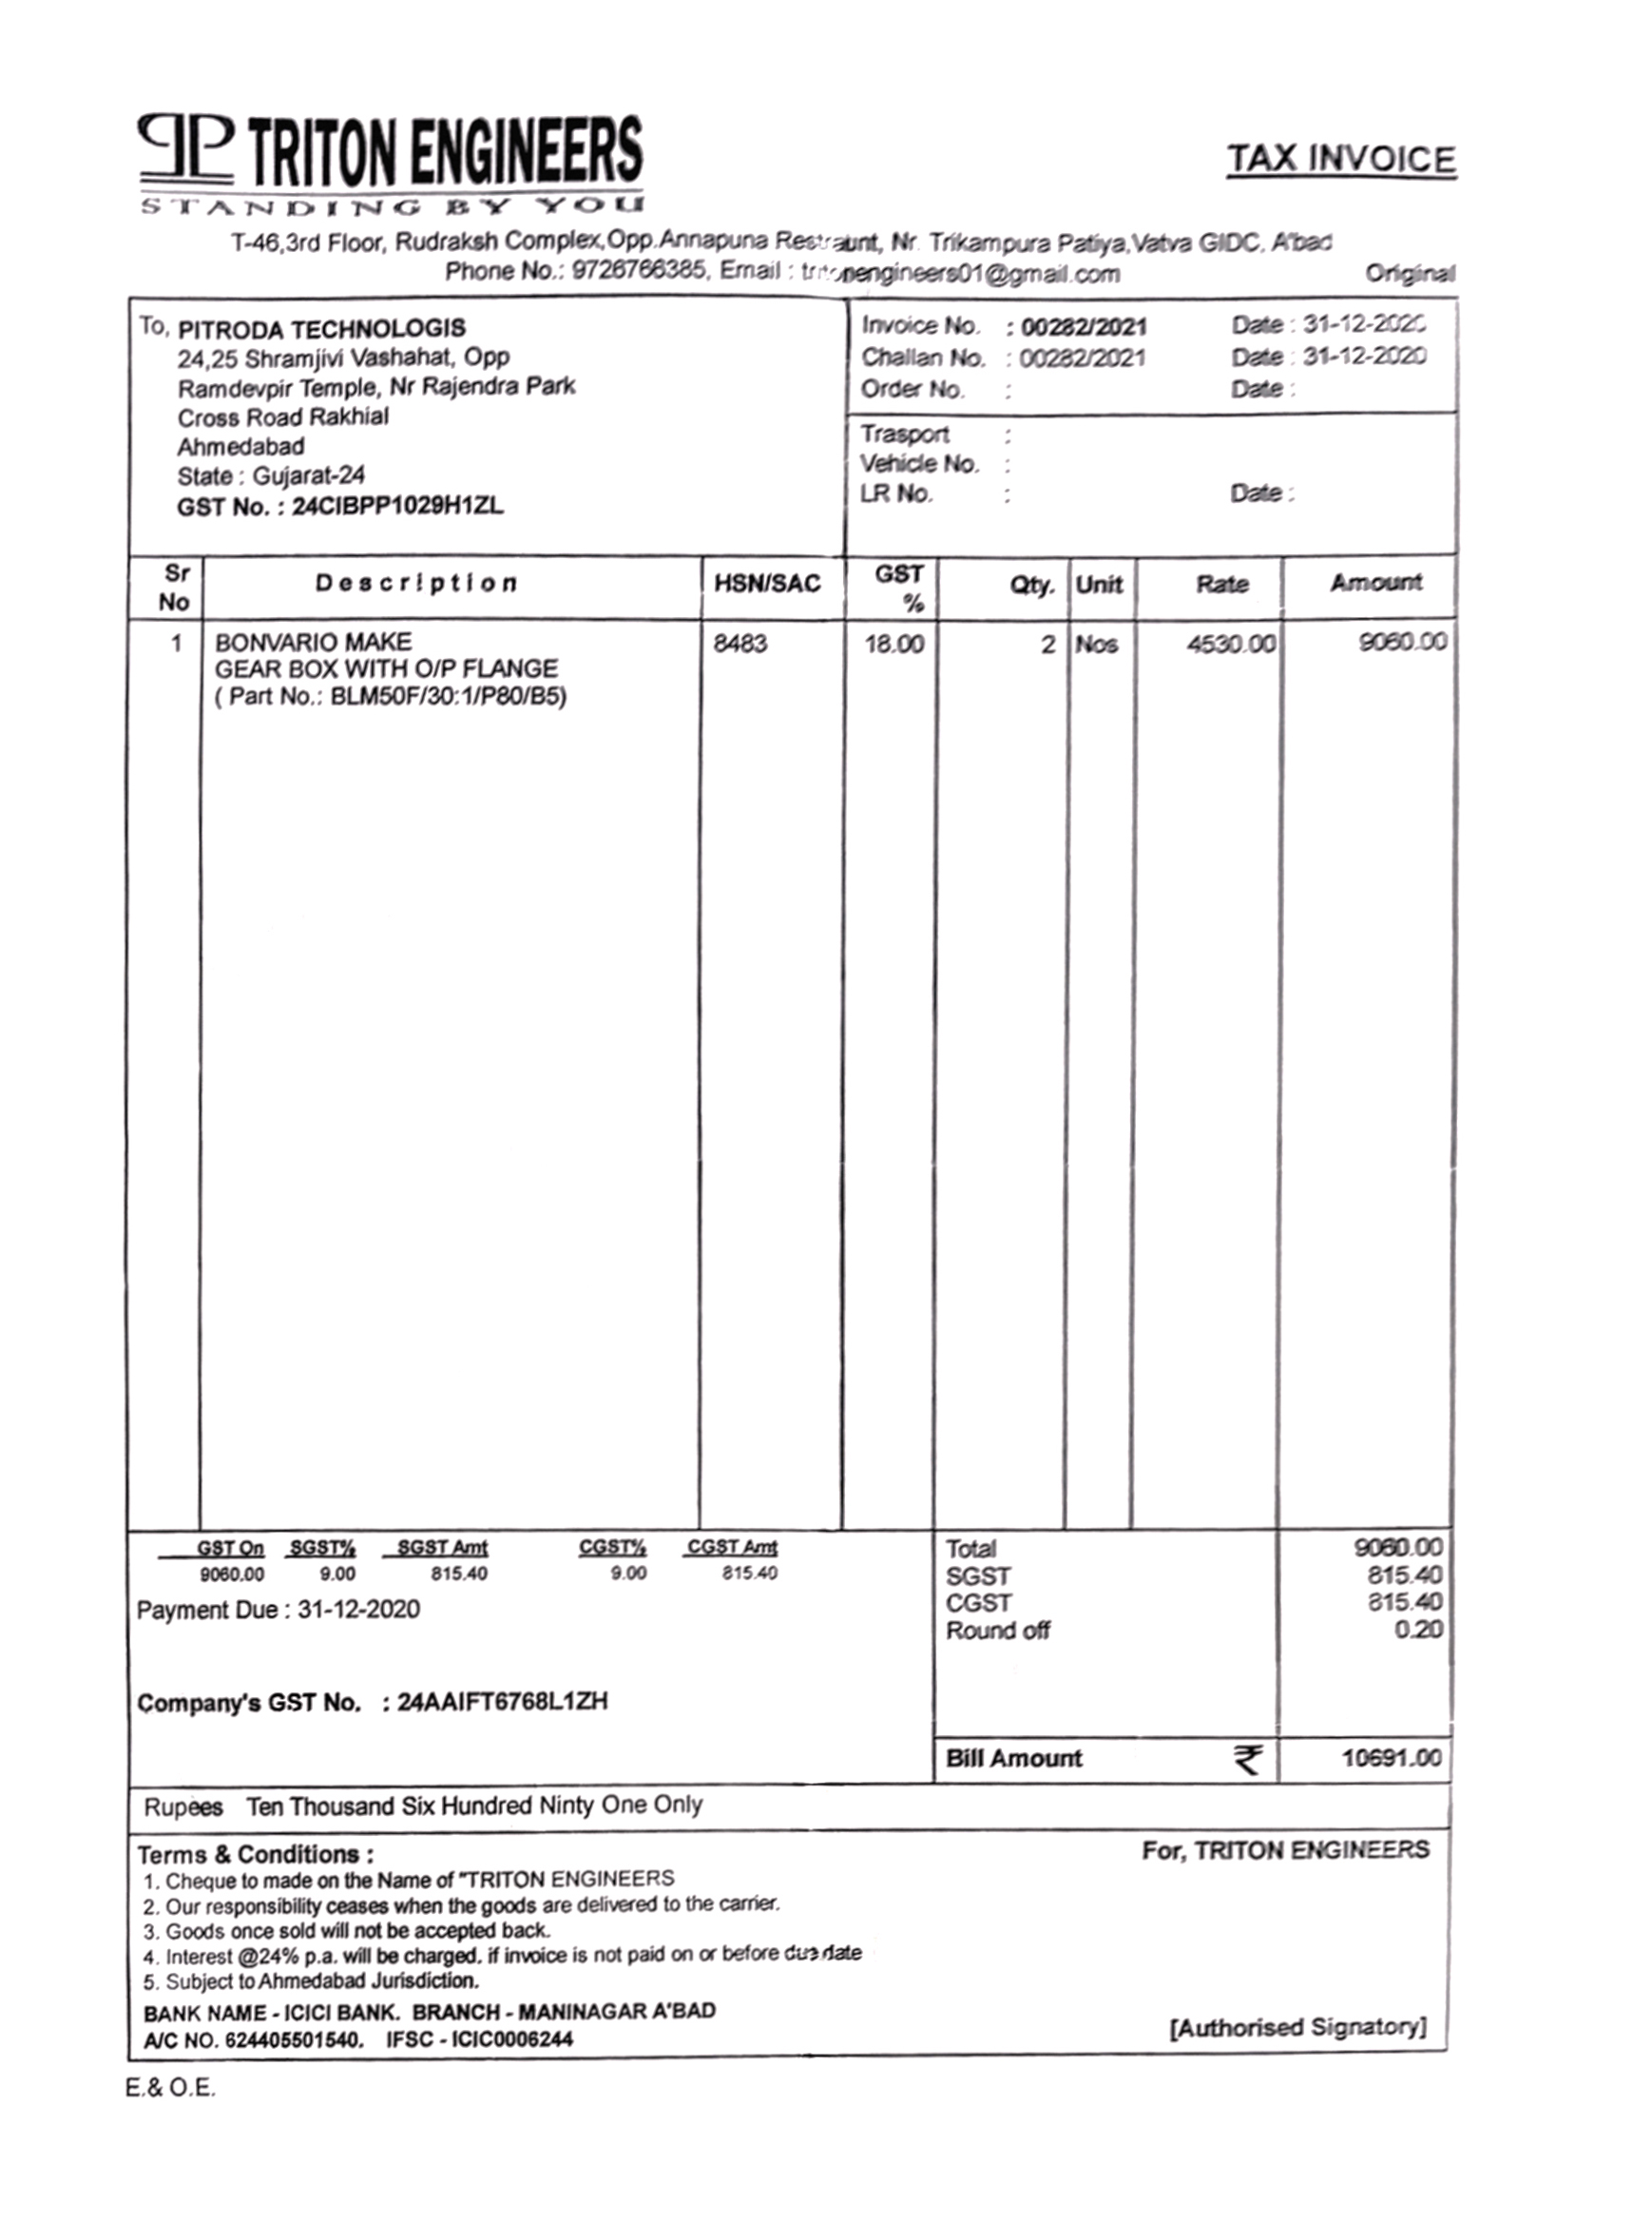 TRITON ENGINEERS
STANDING BY YOU
TAX INVOICE
T-46,3rd Floor, Rudraksh Complex,Opp.Annapuna Restraunt, Nr. Trikampura Patiya,Vatva GIDC, A'bad
Phone No.: 9726766385, Email : tritonengineers01@gmail.com
Original
To, PITRODA TECHNOLOGIS
24,25 Shramjivi Vashahat, Opp
Ramdevpir Temple, Nr Rajendra Park
Cross Road Rakhial
Ahmedabad
State : Gujarat-24
GST No. : 24CIBPP1029H1ZL
Invoice No. : 00282/2021 Date : 31-12-2020
Challan No. : 00282/2021 Date : 31-12-2020
Order No. : Date :
Trasport :
Vehicle No. :
LR No. : Date :
Sr No Description HSN/SAC GST % Qty. Unit Rate Amount
1 BONVARIO MAKE 8483 18.00 2 Nos 4530.00 9060.00
GEAR BOX WITH O/P FLANGE
( Part No.: BLM50F/30:1/P80/B5)
GST On SGST% SGST Amt CGST% CGST Amt
9060.00 9.00 815.40 9.00 815.40
Payment Due : 31-12-2020
Company's GST No. : 24AAIFT6768L1ZH
Total 9060.00
SGST 815.40
CGST 815.40
Round off 0.20
Bill Amount ₹ 10691.00
Rupees Ten Thousand Six Hundred Ninty One Only
Terms & Conditions :
1. Cheque to made on the Name of "TRITON ENGINEERS
2. Our responsibility ceases when the goods are delivered to the carrier.
3. Goods once sold will not be accepted back.
4. Interest @24% p.a. will be charged. if invoice is not paid on or before due date
5. Subject to Ahmedabad Jurisdiction.
BANK NAME - ICICI BANK. BRANCH - MANINAGAR A'BAD
A/C NO. 624405501540. IFSC - ICIC0006244
For, TRITON ENGINEERS
[Authorised Signatory]
E.& O.E.